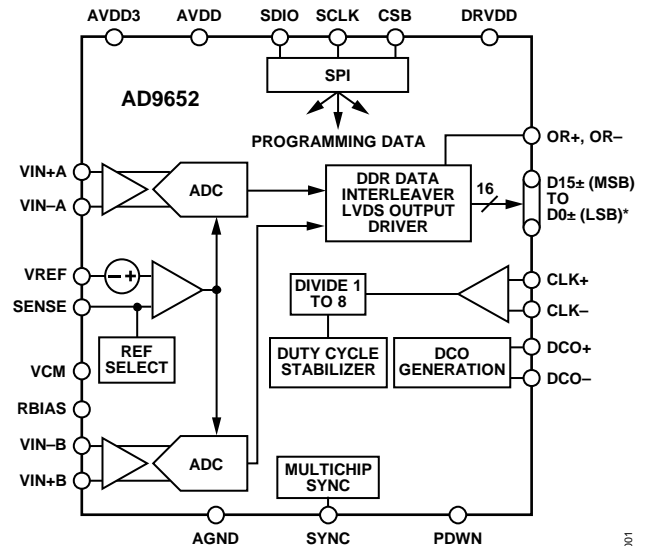 AVDD3 AVDD SDIO SCLK CSB DRVDD
SPI
AD9652
PROGRAMMING DATA
OR+, OR–
VIN+A
VIN–A
ADC
DDR DATA
INTERLEAVER
LVDS OUTPUT
DRIVER
16
D15± (MSB)
TO
D0± (LSB)*
VREF
SENSE
– +
REF
SELECT
DIVIDE 1
TO 8
CLK+
CLK–
DUTY CYCLE
STABILIZER
DCO
GENERATION
DCO+
DCO–
VCM
RBIAS
VIN–B
VIN+B
ADC
MULTICHIP
SYNC
AGND SYNC PDWN
001